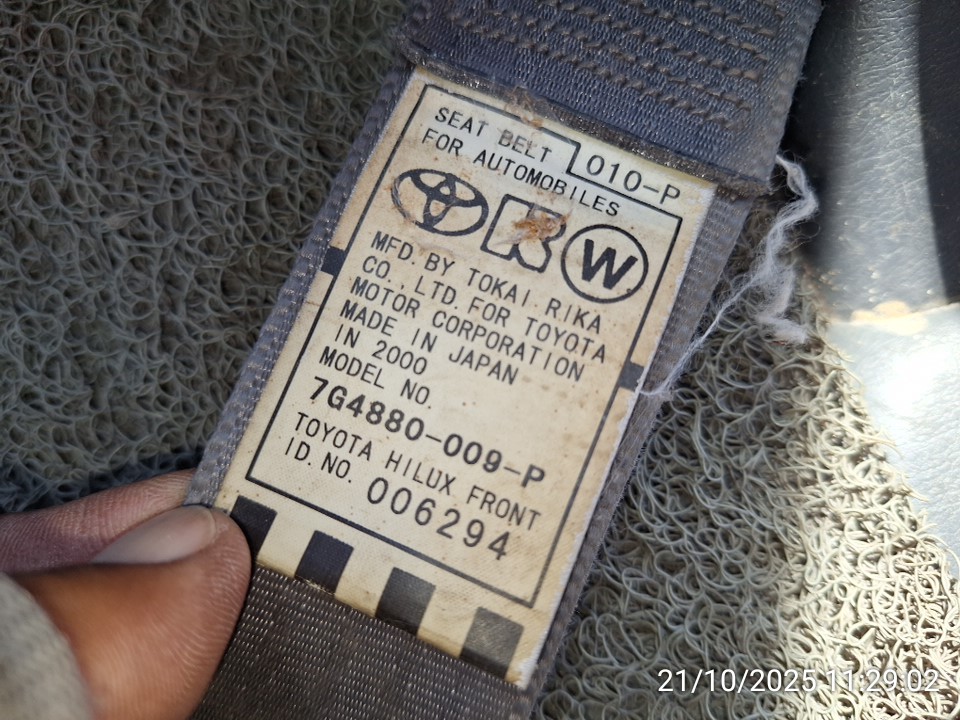 SEAT BELT
FOR AUTOMOBILES
010-P
R W
MFD. BY TOKAI RIKA
CO., LTD. FOR TOYOTA
MOTOR CORPORATION
MADE IN JAPAN
IN 2000
MODEL NO.
7G4880-009-P
TOYOTA HILUX FRONT
ID. NO. 006294
21/10/2025 11:29:02